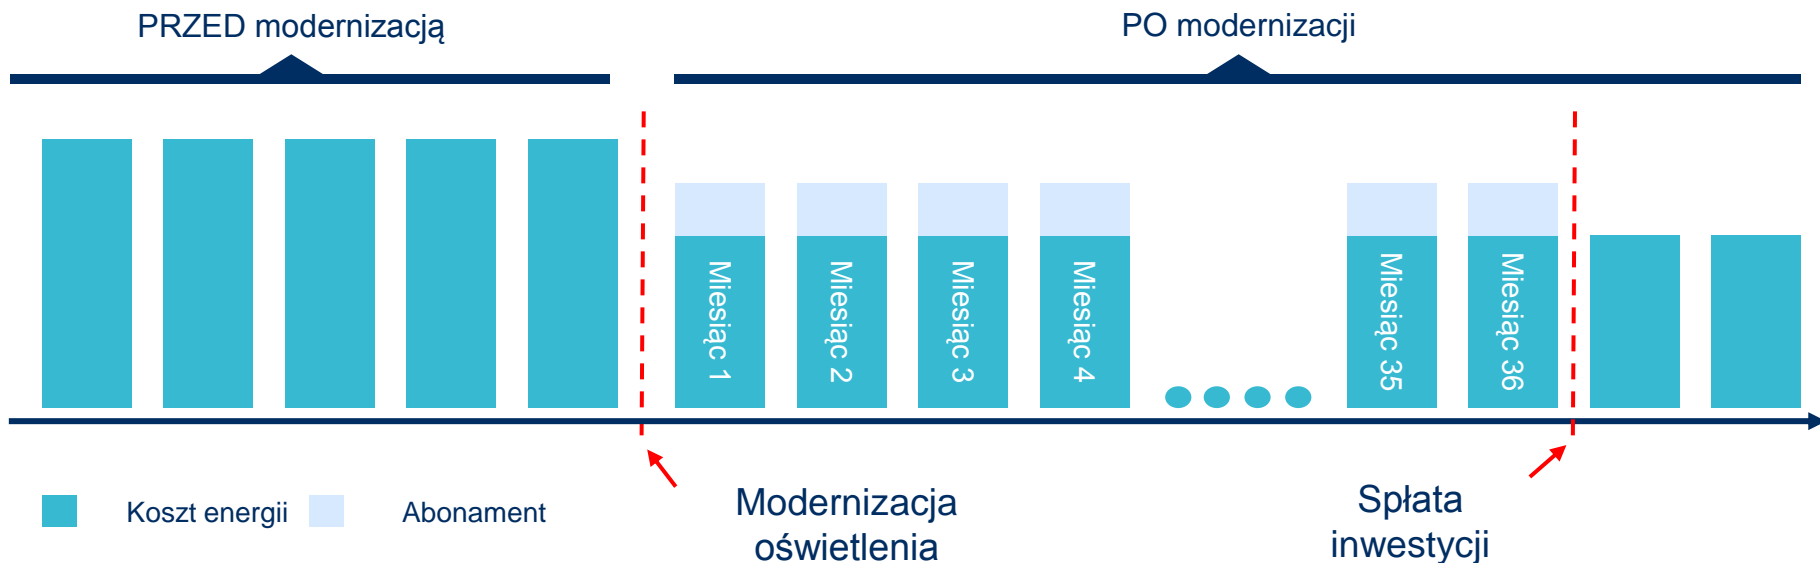 PRZED modernizacją
PO modernizacji
Miesiąc 1
Miesiąc 2
Miesiąc 3
Miesiąc 4
Miesiąc 35
Miesiąc 36
Koszt energii
Abonament
Modernizacja
oświetlenia
Spłata
inwestycji